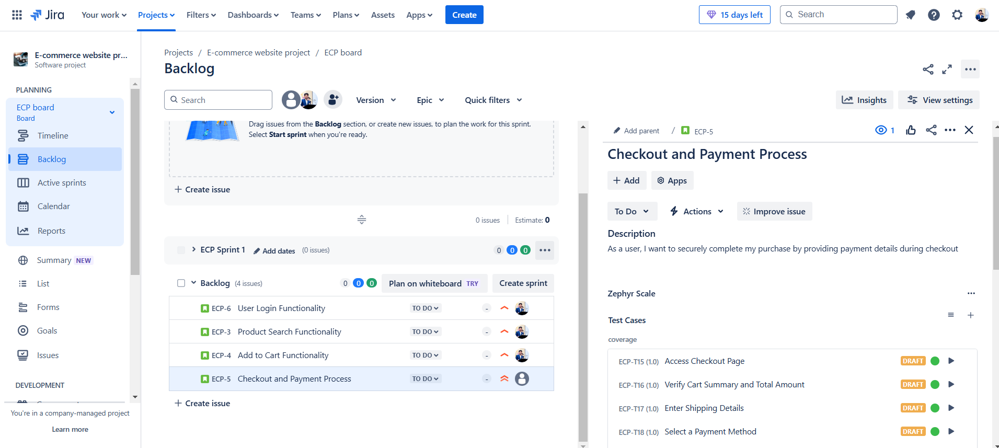 Jira
Your work
Projects
Filters
Dashboards
Teams
Plans
Assets
Apps
Create
15 days left
Search
E-commerce website pr...
Software project
PLANNING
ECP board
Board
Timeline
Backlog
Active sprints
Calendar
Reports
Summary NEW
List
Forms
Goals
Issues
DEVELOPMENT
You're in a company-managed project
Learn more
Projects / E-commerce website project / ECP board
Backlog
Search
Version
Epic
Quick filters
Insights
View settings
Drag issues from the Backlog section, or create new issues, to plan the work for this sprint.
Select Start sprint when you're ready.
+ Create issue
0 issues
Estimate: 0
ECP Sprint 1 Add dates (0 issues)
0 0 0
Backlog (4 issues)
0 0 0
Plan on whiteboard TRY
Create sprint
ECP-6 User Login Functionality TO DO -
ECP-3 Product Search Functionality TO DO -
ECP-4 Add to Cart Functionality TO DO -
ECP-5 Checkout and Payment Process TO DO -
+ Create issue
Add parent / ECP-5
1
Checkout and Payment Process
+ Add
Apps
To Do
Actions
Improve issue
Description
As a user, I want to securely complete my purchase by providing payment details during checkout
Zephyr Scale
Test Cases
coverage
ECP-T15 (1.0) Access Checkout Page DRAFT
ECP-T16 (1.0) Verify Cart Summary and Total Amount DRAFT
ECP-T17 (1.0) Enter Shipping Details DRAFT
ECP-T18 (1.0) Select a Payment Method DRAFT